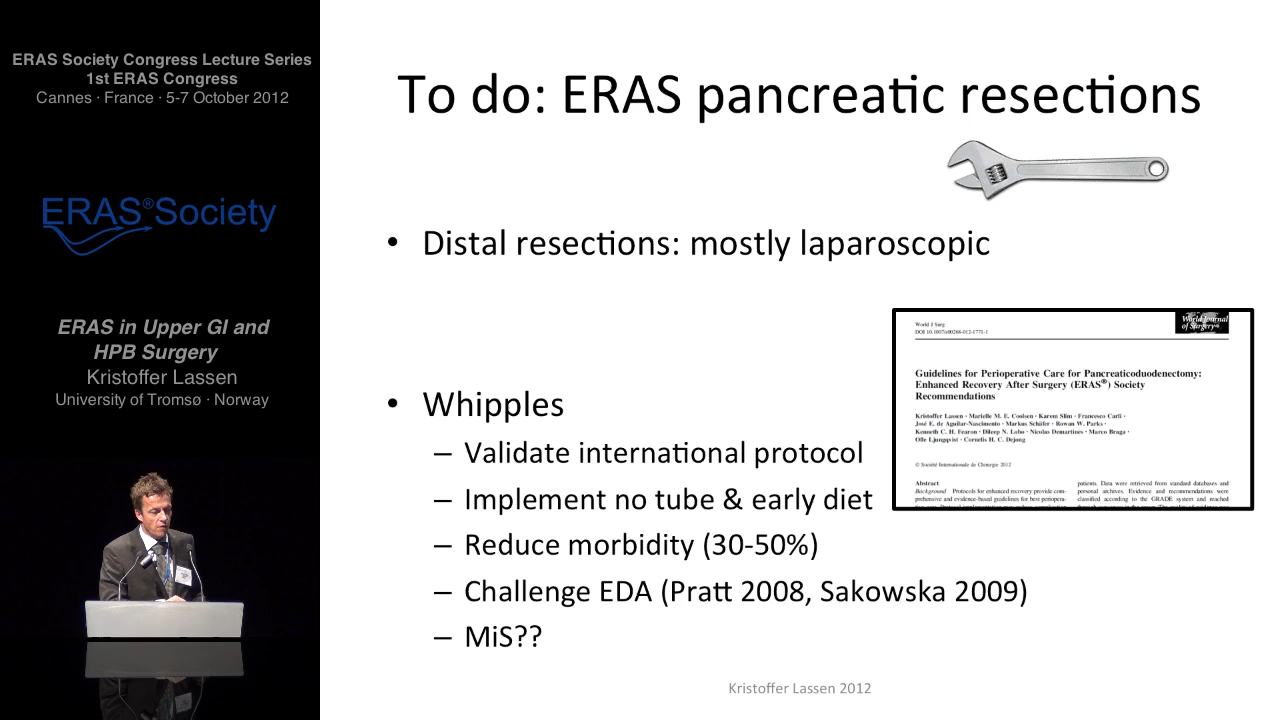 ERAS Society Congress Lecture Series
1st ERAS Congress
Cannes · France · 5-7 October 2012
ERAS®Society
ERAS in Upper GI and
HPB Surgery
Kristoffer Lassen
University of Tromsø · Norway
To do: ERAS pancreatic resections
• Distal resections: mostly laparoscopic
• Whipples
– Validate international protocol
– Implement no tube & early diet
– Reduce morbidity (30-50%)
– Challenge EDA (Pratt 2008, Sakowska 2009)
– MiS??
World J Surg
DOI 10.1007/s00268-012-1771-1
World Journal
of Surgery
Guidelines for Perioperative Care for Pancreaticoduodenectomy:
Enhanced Recovery After Surgery (ERAS®) Society
Recommendations
Kristoffer Lassen · Marielle M. E. Coolsen · Karem Slim · Francesco Carli ·
José E. de Aguilar-Nascimento · Markus Schäfer · Rowan W. Parks ·
Kenneth C. H. Fearon · Dileep N. Lobo · Nicolas Demartines · Marco Braga ·
Olle Ljungqvist · Cornelis H. C. Dejong
© Société Internationale de Chirurgie 2012
Abstract
Background Protocols for enhanced recovery provide com-
prehensive and evidence-based guidelines for best periopera-
patients. Data were retrieved from standard databases and
personal archives. Evidence and recommendations were
classified according to the GRADE system and reached
Kristoffer Lassen 2012